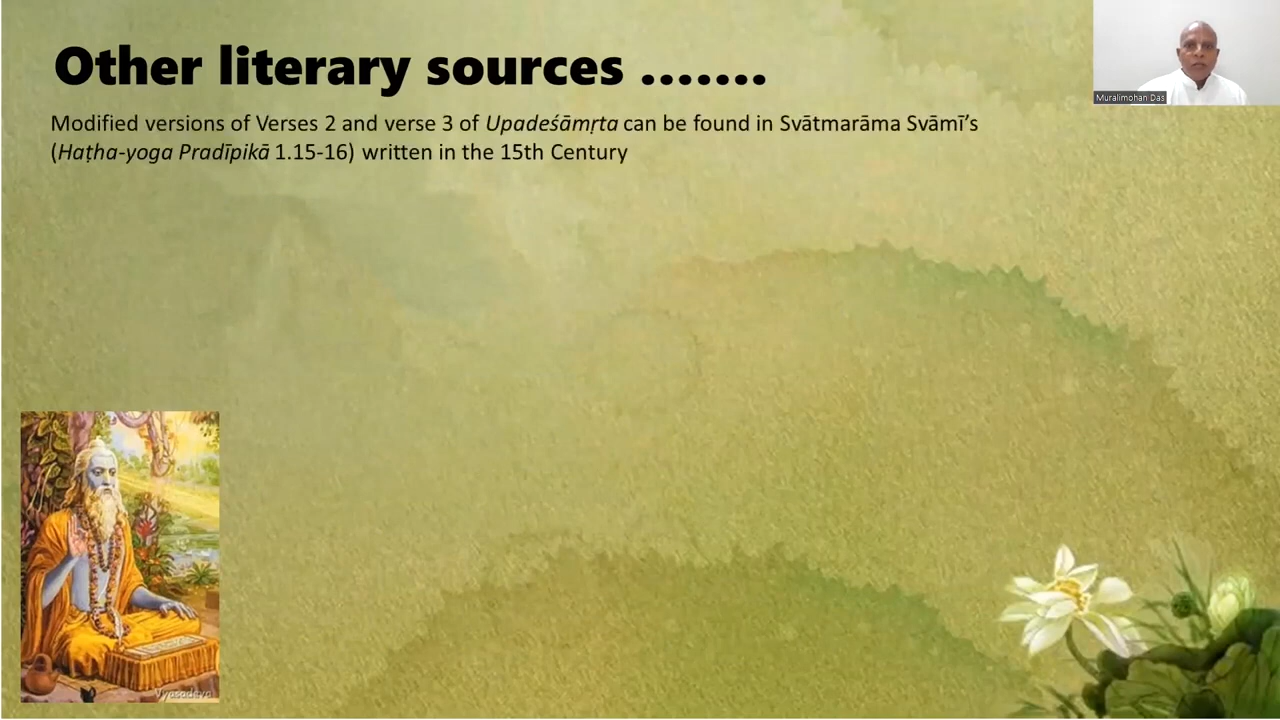 Other literary sources .......
Muralimohan Das
Modified versions of Verses 2 and verse 3 of Upadeśāmṛta can be found in Svātmarāma Svāmī’s
(Haṭha-yoga Pradīpikā 1.15-16) written in the 15th Century
Vyasadeva